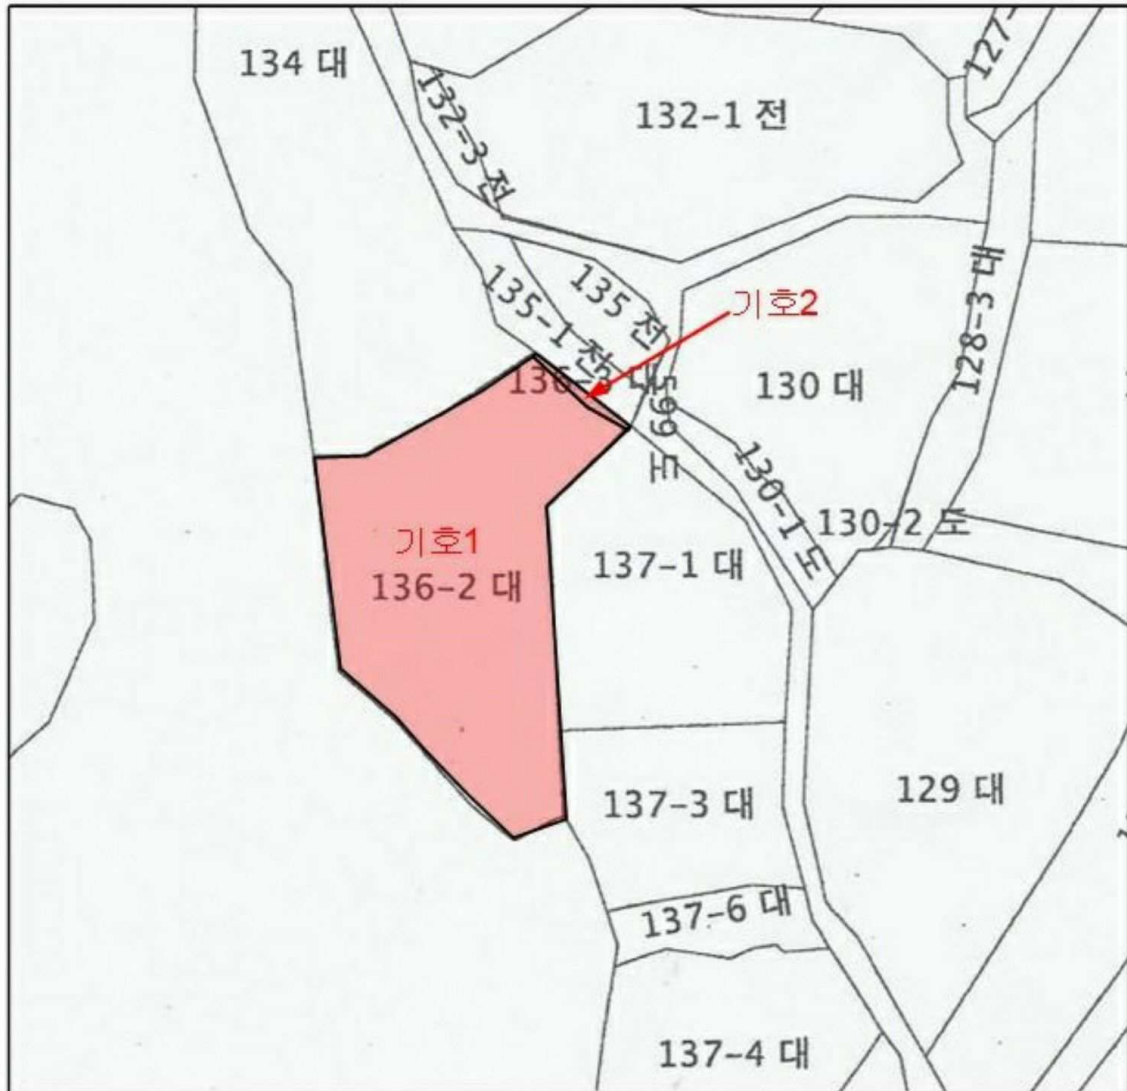 134 대
127-
132-3 전
132-1 전
135 전
135-1 전
기호2
128-3 대
130 대
599 도
130-1 도
130-2 도
기호1
136-2 대
137-1 대
137-3 대
129 대
137-6 대
137-4 대